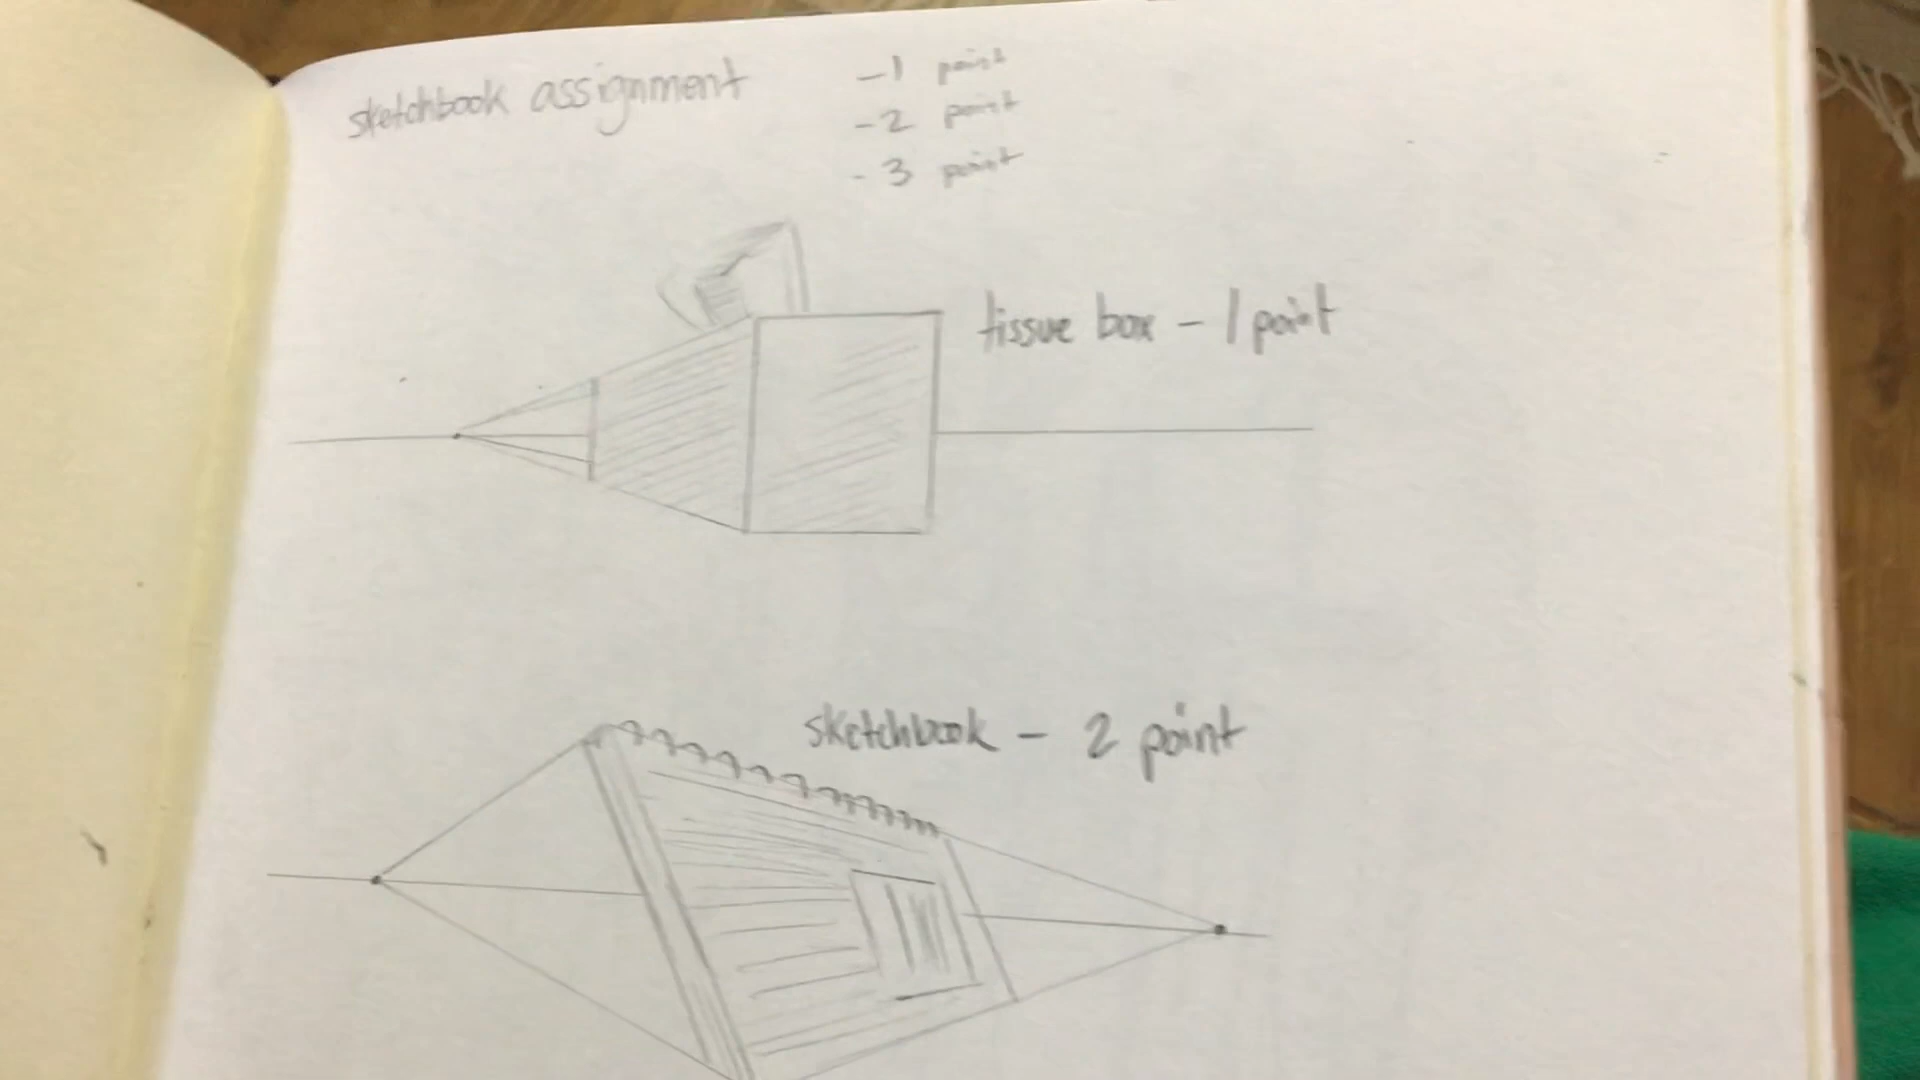 sketchbook assignment
-1 point
-2 point
-3 point
tissue box - 1 point
sketchbook - 2 point